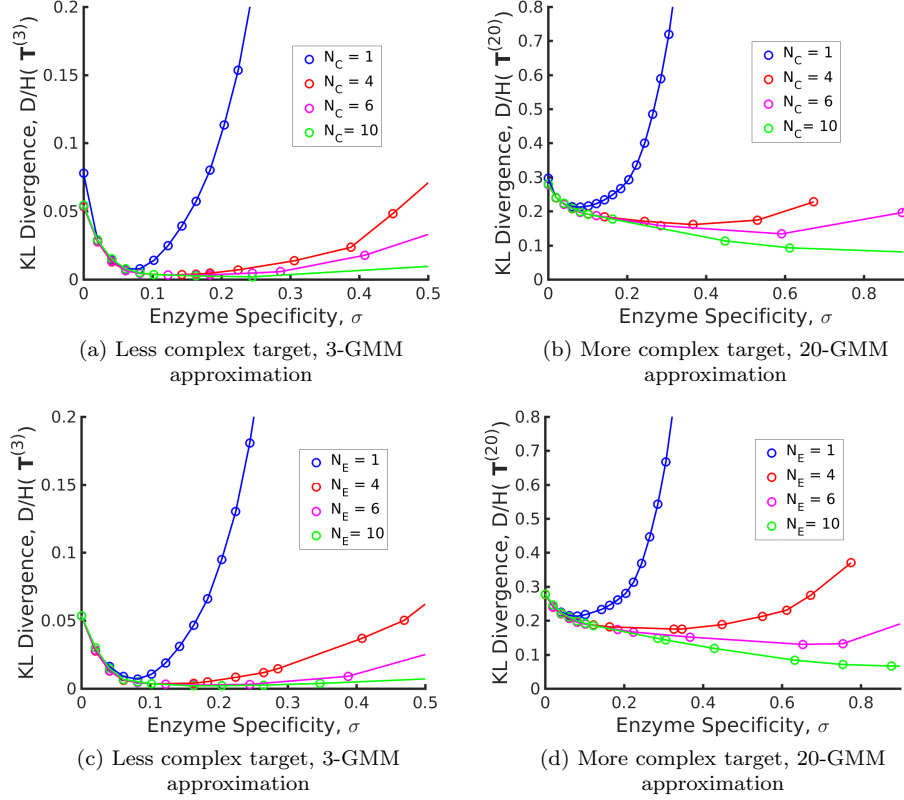 0.2
0.15
0.1
0.05
0
KL Divergence, D/H( T^(3))
0 0.1 0.2 0.3 0.4 0.5
Enzyme Specificity, σ
N_C = 1
N_C = 4
N_C = 6
N_C= 10
(a) Less complex target, 3-GMM
approximation
0.8
0.7
0.6
0.5
0.4
0.3
0.2
0.1
0
KL Divergence, D/H( T^(20))
0 0.2 0.4 0.6 0.8
Enzyme Specificity, σ
N_C = 1
N_C = 4
N_C = 6
N_C= 10
(b) More complex target, 20-GMM
approximation
0.2
0.15
0.1
0.05
0
KL Divergence, D/H( T^(3))
0 0.1 0.2 0.3 0.4 0.5
Enzyme Specificity, σ
N_E = 1
N_E = 4
N_E = 6
N_E= 10
(c) Less complex target, 3-GMM
approximation
0.8
0.7
0.6
0.5
0.4
0.3
0.2
0.1
0
KL Divergence, D/H( T^(20))
0 0.2 0.4 0.6 0.8
Enzyme Specificity, σ
N_E = 1
N_E = 4
N_E = 6
N_E= 10
(d) More complex target, 20-GMM
approximation